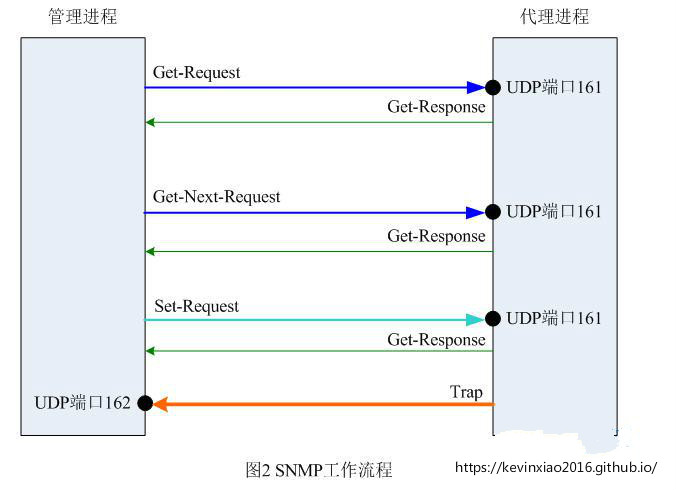 管理进程
代理进程
Get-Request
UDP端口161
Get-Response
Get-Next-Request
UDP端口161
Get-Response
Set-Request
UDP端口161
Get-Response
Trap
UDP端口162
图2 SNMP工作流程
https://kevinxiao2016.github.io/